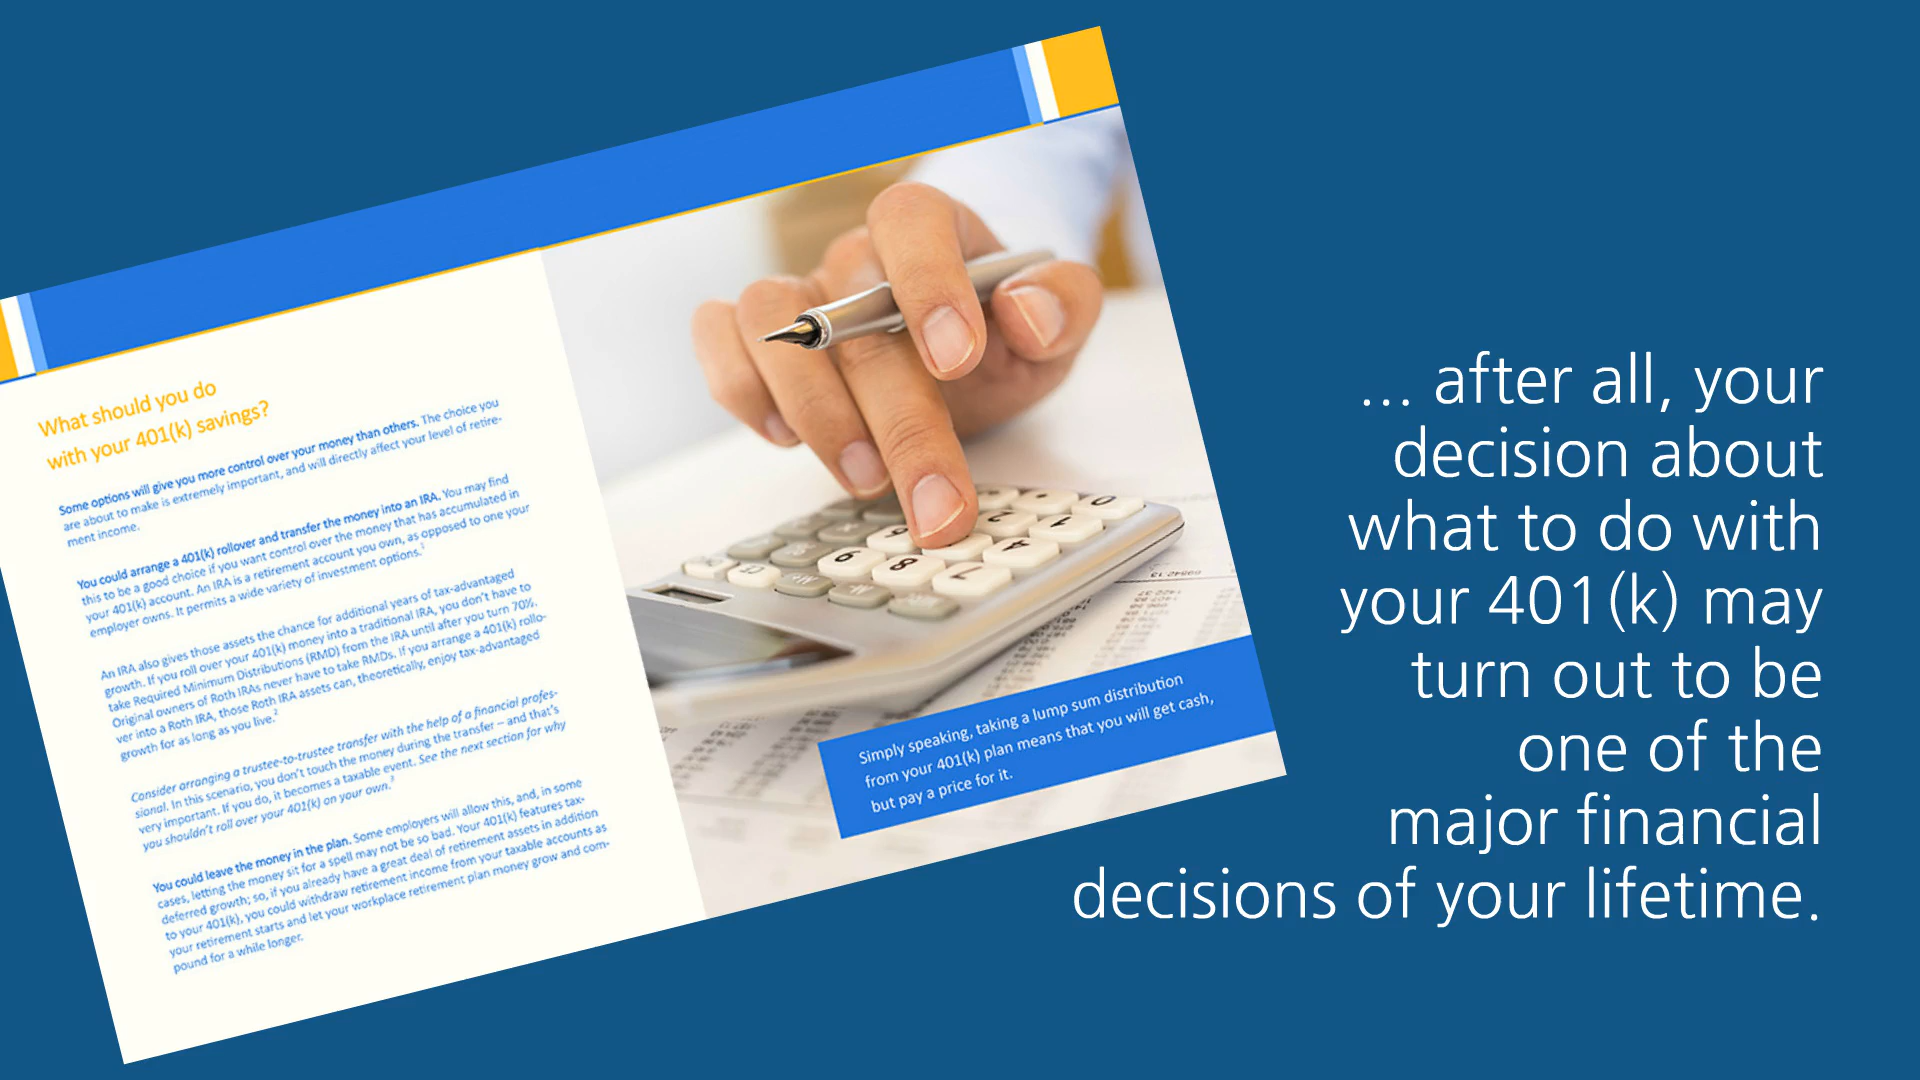 What should you do
with your 401(k) savings?
Some options will give you more control over your money than others. The choice you
are about to make is extremely important, and will directly affect your level of retire-
ment income.
You could arrange a 401(k) rollover and transfer the money into an IRA. You may find
this to be a good choice if you want control over the money that has accumulated in
your 401(k) account. An IRA is a retirement account you own, as opposed to one your
employer owns. It permits a wide variety of investment options.¹
An IRA also gives those assets the chance for additional years of tax-advantaged
growth. If you roll over your 401(k) money into a traditional IRA, you don't have to
take Required Minimum Distributions (RMD) from the IRA until after you turn 70½.
Original owners of Roth IRAs never have to take RMDs. If you arrange a 401(k) rollo-
ver into a Roth IRA, those Roth IRA assets can, theoretically, enjoy tax-advantaged
growth for as long as you live.²
Consider arranging a trustee-to-trustee transfer with the help of a financial profes-
sional. In this scenario, you don't touch the money during the transfer – and that's
very important. If you do, it becomes a taxable event. See the next section for why
you shouldn't roll over your 401(k) on your own.³
You could leave the money in the plan. Some employers will allow this, and, in some
cases, letting the money sit for a spell may not be so bad. Your 401(k) features tax-
deferred growth; so, if you already have a great deal of retirement assets in addition
to your 401(k), you could withdraw retirement income from your taxable accounts as
your retirement starts and let your workplace retirement plan money grow and com-
pound for a while longer.
Simply speaking, taking a lump sum distribution
from your 401(k) plan means that you will get cash,
but pay a price for it.
... after all, your
decision about
what to do with
your 401(k) may
turn out to be
one of the
major financial
decisions of your lifetime.